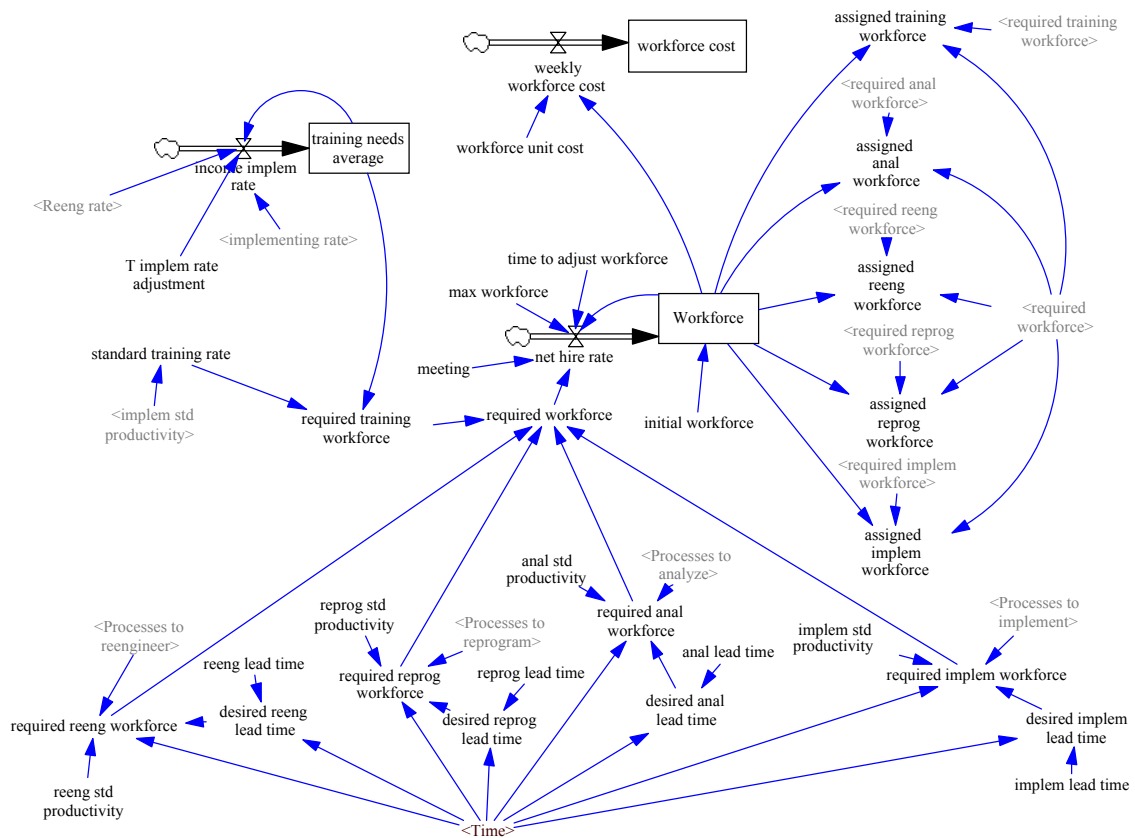 assigned training
workforce
<required training
workforce>
workforce cost
weekly
workforce cost
workforce unit cost
<required anal
workforce>
assigned
anal
workforce
training needs
average
income implem
rate
<Reeng rate>
<implementing rate>
T implem rate
adjustment
<required reeng
workforce>
assigned
reeng
workforce
time to adjust workforce
max workforce
Workforce
<required
workforce>
net hire rate
meeting
<required reprog
workforce>
standard training rate
<implem std
productivity>
required training
workforce
required workforce
initial workforce
assigned
reprog
workforce
<required implem
workforce>
assigned
implem
workforce
anal std
productivity
<Processes to
analyze>
required anal
workforce
<Processes to
reengineer>
reprog std
productivity
<Processes to
reprogram>
implem std
productivity
<Processes to
implement>
reeng lead time
required reprog
workforce
reprog lead time
anal lead time
required implem workforce
required reeng workforce
desired reeng
lead time
desired reprog
lead time
desired anal
lead time
desired implem
lead time
reeng std
productivity
implem lead time
<Time>